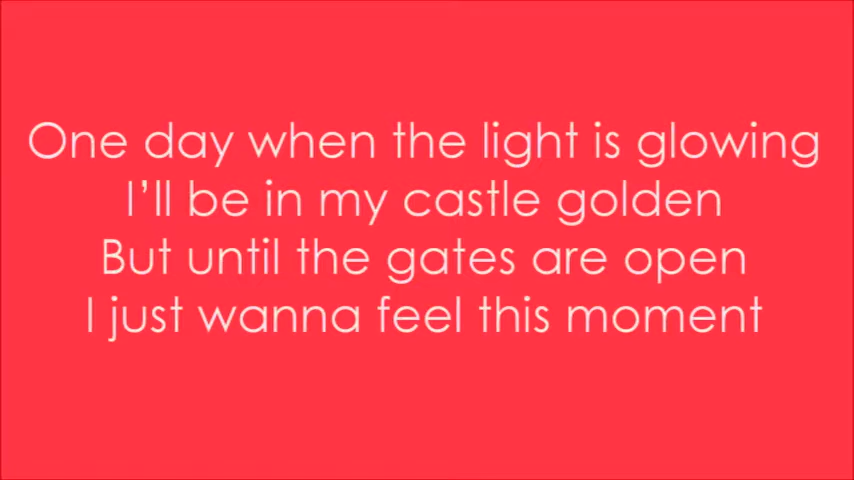 One day when the light is glowing
I'll be in my castle golden
But until the gates are open
I just wanna feel this moment